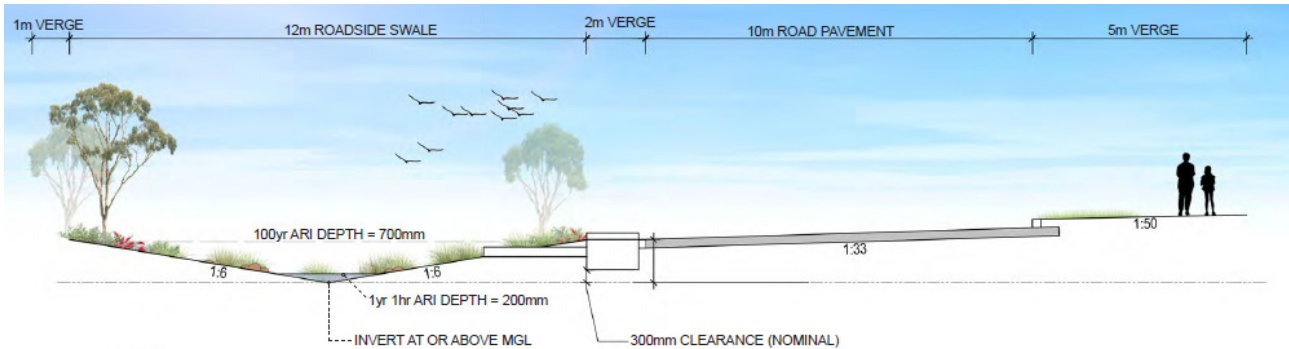 1m VERGE
12m ROADSIDE SWALE
2m VERGE
10m ROAD PAVEMENT
5m VERGE
100yr ARI DEPTH = 700mm
1:50
1:33
1:6
1:6
1yr 1hr ARI DEPTH = 200mm
INVERT AT OR ABOVE MGL
300mm CLEARANCE (NOMINAL)